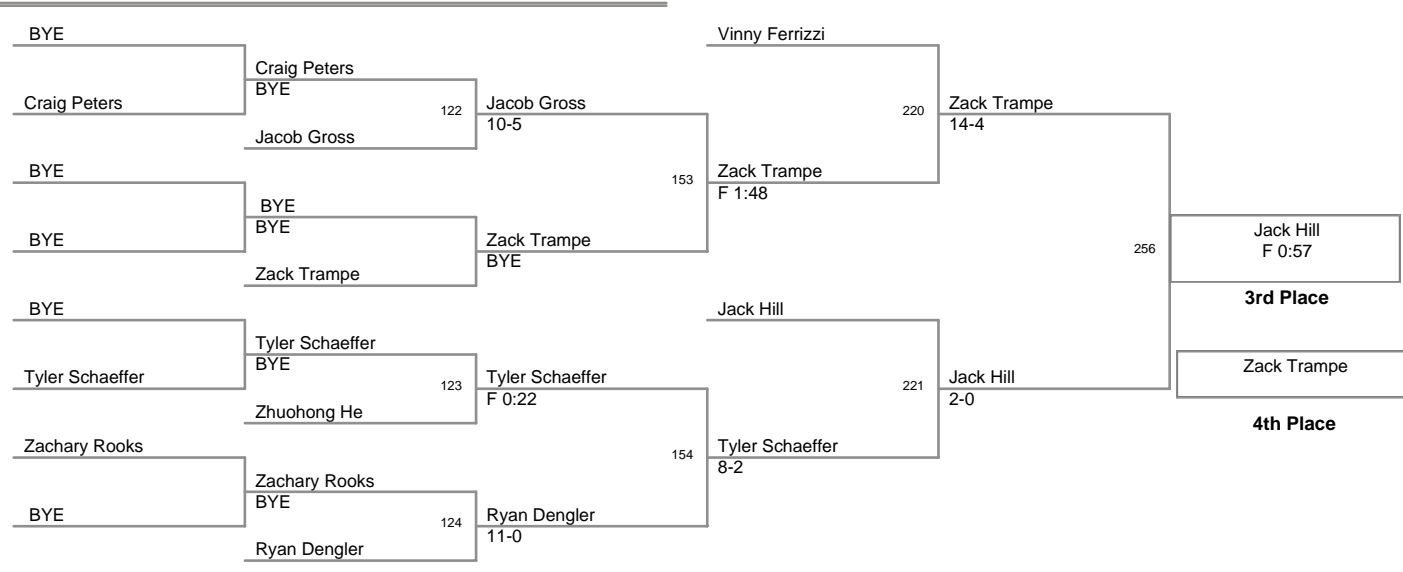 BYE
Craig Peters
BYE
BYE
BYE
Tyler Schaeffer
Zachary Rooks
BYE
Craig Peters
BYE
Jacob Gross
BYE
BYE
Zack Trampe
Tyler Schaeffer
BYE
Zhuohong He
Zachary Rooks
BYE
Ryan Dengler
122
123
124
Jacob Gross
10-5
Zack Trampe
BYE
Tyler Schaeffer
F 0:22
Ryan Dengler
11-0
153
154
Vinny Ferrizzi
Zack Trampe
F 1:48
Jack Hill
Tyler Schaeffer
8-2
220
221
Zack Trampe
14-4
Jack Hill
2-0
256
Jack Hill
F 0:57
3rd Place
Zack Trampe
4th Place